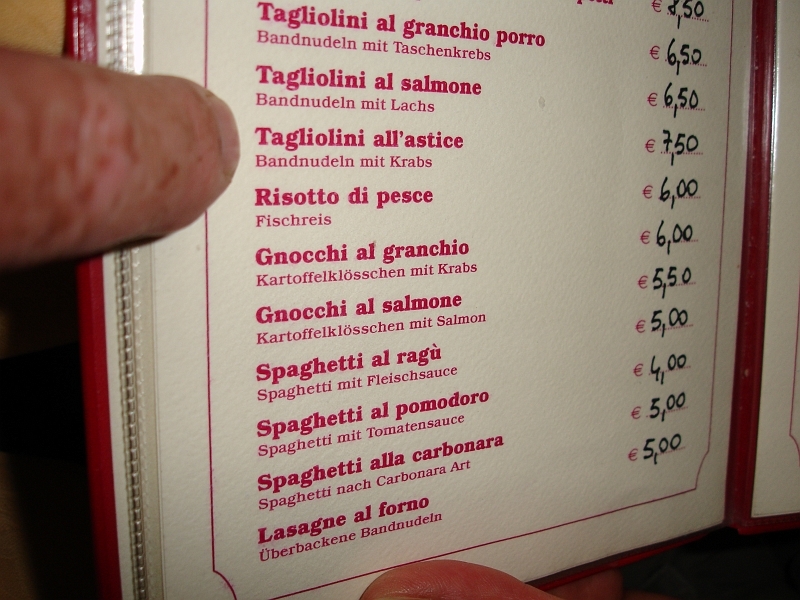 Tagliolini al granchio porro € 6,50
Bandnudeln mit Taschenkrebs
Tagliolini al salmone € 6,50
Bandnudeln mit Lachs
Tagliolini all'astice € 7,50
Bandnudeln mit Krabs
Risotto di pesce € 6,00
Fischreis
Gnocchi al granchio € 6,00
Kartoffelklösschen mit Krabs
Gnocchi al salmone € 5,50
Kartoffelklösschen mit Salmon
Spaghetti al ragù € 5,00
Spaghetti mit Fleischsauce
Spaghetti al pomodoro € 4,00
Spaghetti mit Tomatensauce
Spaghetti alla carbonara € 5,00
Spaghetti nach Carbonara Art
Lasagne al forno € 5,00
Überbackene Bandnudeln